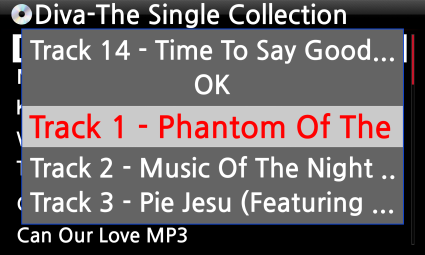 Diva-The Single Collection
Track 14 - Time To Say Good...
OK
Track 1 - Phantom Of The
Track 2 - Music Of The Night ..
Track 3 - Pie Jesu (Featuring ...
Can Our Love MP3